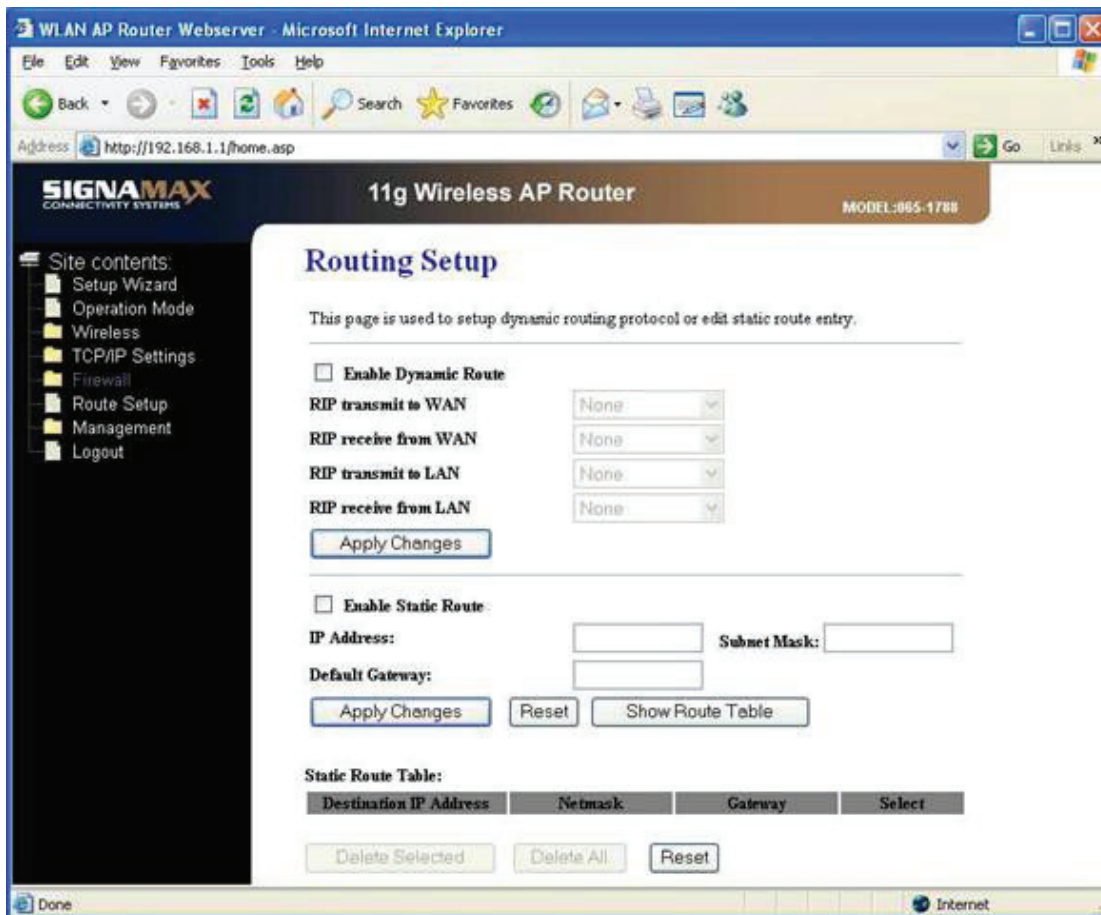 WLAN AP Router Webserver - Microsoft Internet Explorer
File Edit View Favorites Tools Help
Back Search Favorites
Address http://192.168.1.1/home.asp Go Links »
SIGNAMAX
CONNECTIVITY SYSTEMS
11g Wireless AP Router
MODEL:065-1788
Site contents:
Setup Wizard
Operation Mode
Wireless
TCP/IP Settings
Firewall
Route Setup
Management
Logout
Routing Setup
This page is used to setup dynamic routing protocol or edit static route entry.
Enable Dynamic Route
RIP transmit to WAN None
RIP receive from WAN None
RIP transmit to LAN None
RIP receive from LAN None
Apply Changes
Enable Static Route
IP Address: Subnet Mask:
Default Gateway:
Apply Changes Reset Show Route Table
Static Route Table:
Destination IP Address Netmask Gateway Select
Delete Selected Delete All Reset
Done Internet